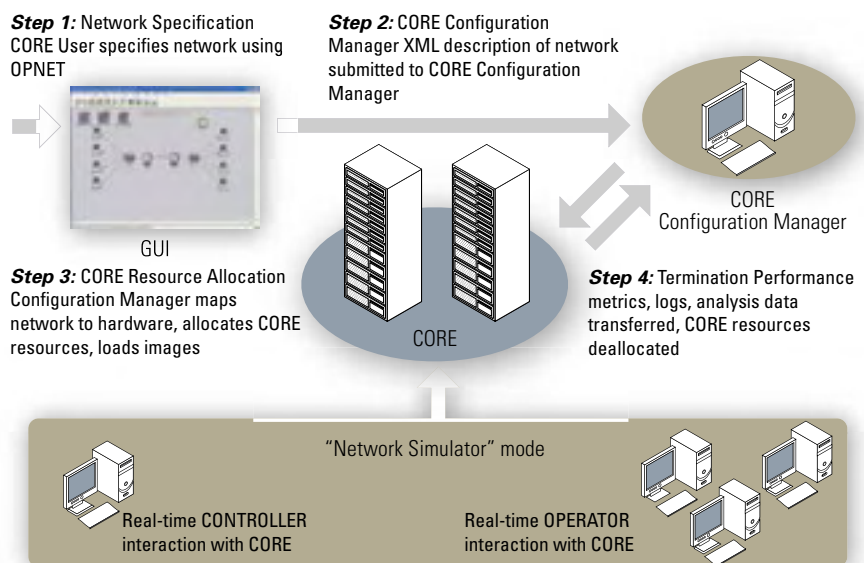 Step 1: Network Specification
CORE User specifies network using
OPNET
Step 2: CORE Configuration
Manager XML description of network
submitted to CORE Configuration
Manager
GUI
CORE
Configuration Manager
Step 3: CORE Resource Allocation
Configuration Manager maps
network to hardware, allocates CORE
resources, loads images
CORE
Step 4: Termination Performance
metrics, logs, analysis data
transferred, CORE resources
deallocated
“Network Simulator” mode
Real-time CONTROLLER
interaction with CORE
Real-time OPERATOR
interaction with CORE